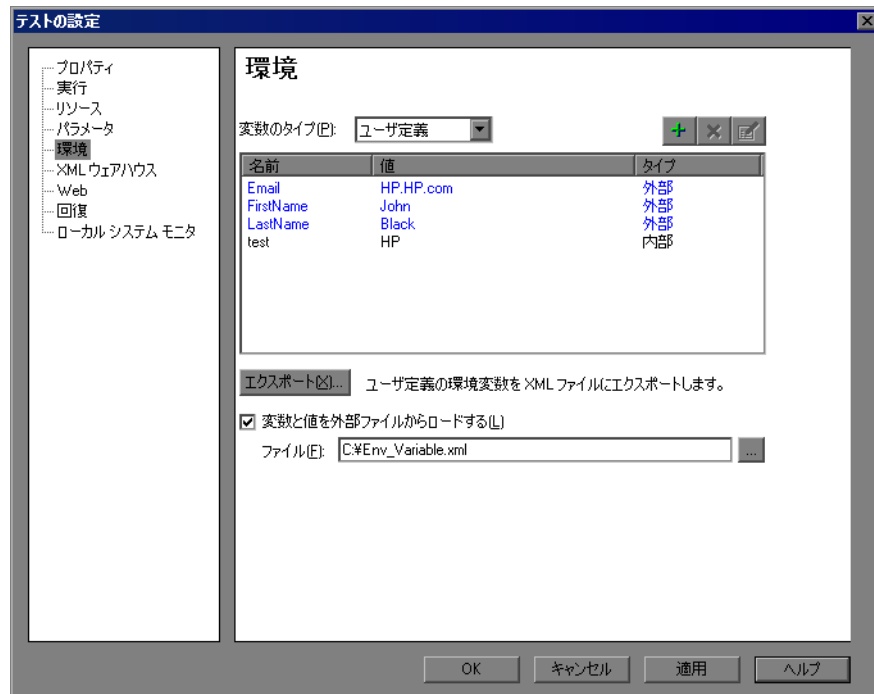 テストの設定
プロパティ
実行
リソース
パラメータ
環境
XML ウェアハウス
Web
回復
ローカル システム モニタ
環境
変数のタイプ(P): ユーザ定義
名前 値 タイプ
Email HP.HP.com 外部
FirstName John 外部
LastName Black 外部
test HP 内部
エクスポート(X)... ユーザ定義の環境変数を XML ファイルにエクスポートします。
変数と値を外部ファイルからロードする(L)
ファイル(F): C:¥Env_Variable.xml ...
OK キャンセル 適用 ヘルプ